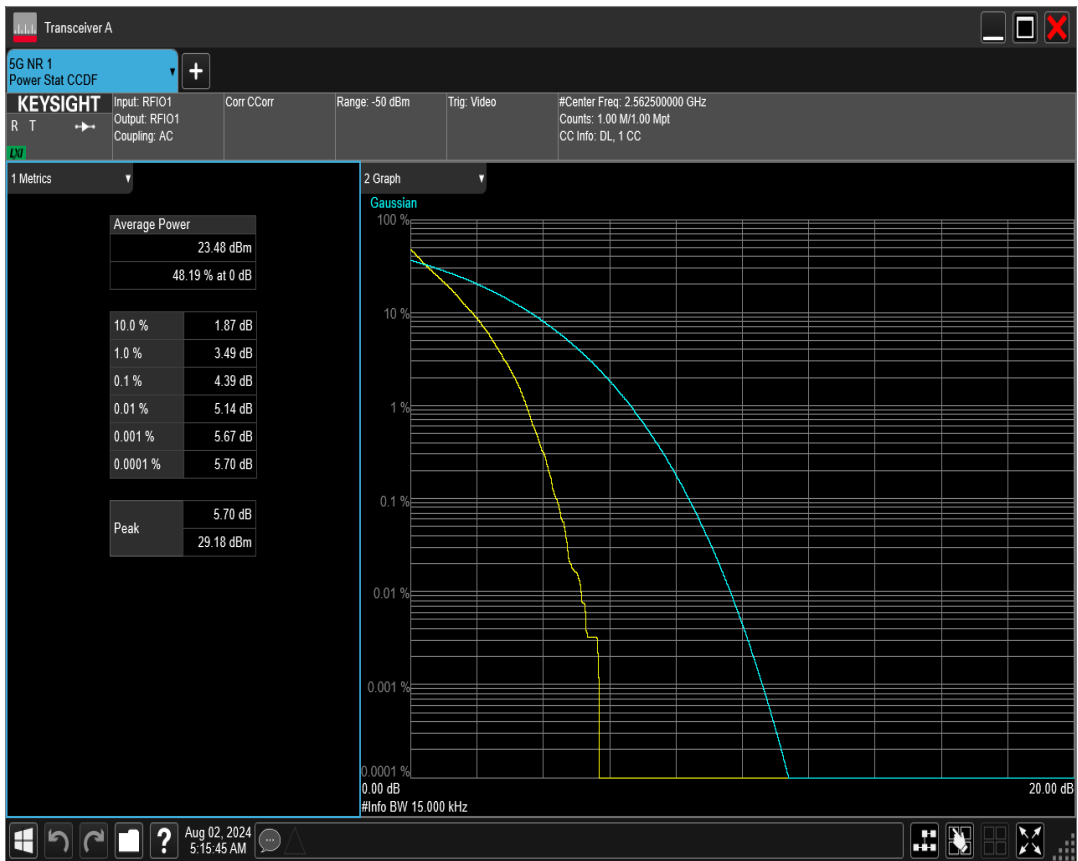 Transceiver A
5G NR 1
Power Stat CCDF
+
KEYSIGHT
R T
LXI
Input: RFIO1
Output: RFIO1
Coupling: AC
Corr CCorr
Range: -50 dBm
Trig: Video
#Center Freq: 2.562500000 GHz
Counts: 1.00 M/1.00 Mpt
CC Info: DL, 1 CC
1 Metrics
Average Power
23.48 dBm
48.19 % at 0 dB
10.0 % 1.87 dB
1.0 % 3.49 dB
0.1 % 4.39 dB
0.01 % 5.14 dB
0.001 % 5.67 dB
0.0001 % 5.70 dB
Peak
5.70 dB
29.18 dBm
2 Graph
Gaussian
100 %
10 %
1 %
0.1 %
0.01 %
0.001 %
0.0001 %
0.00 dB 20.00 dB
#Info BW 15.000 kHz
?
Aug 02, 2024
5:15:45 AM